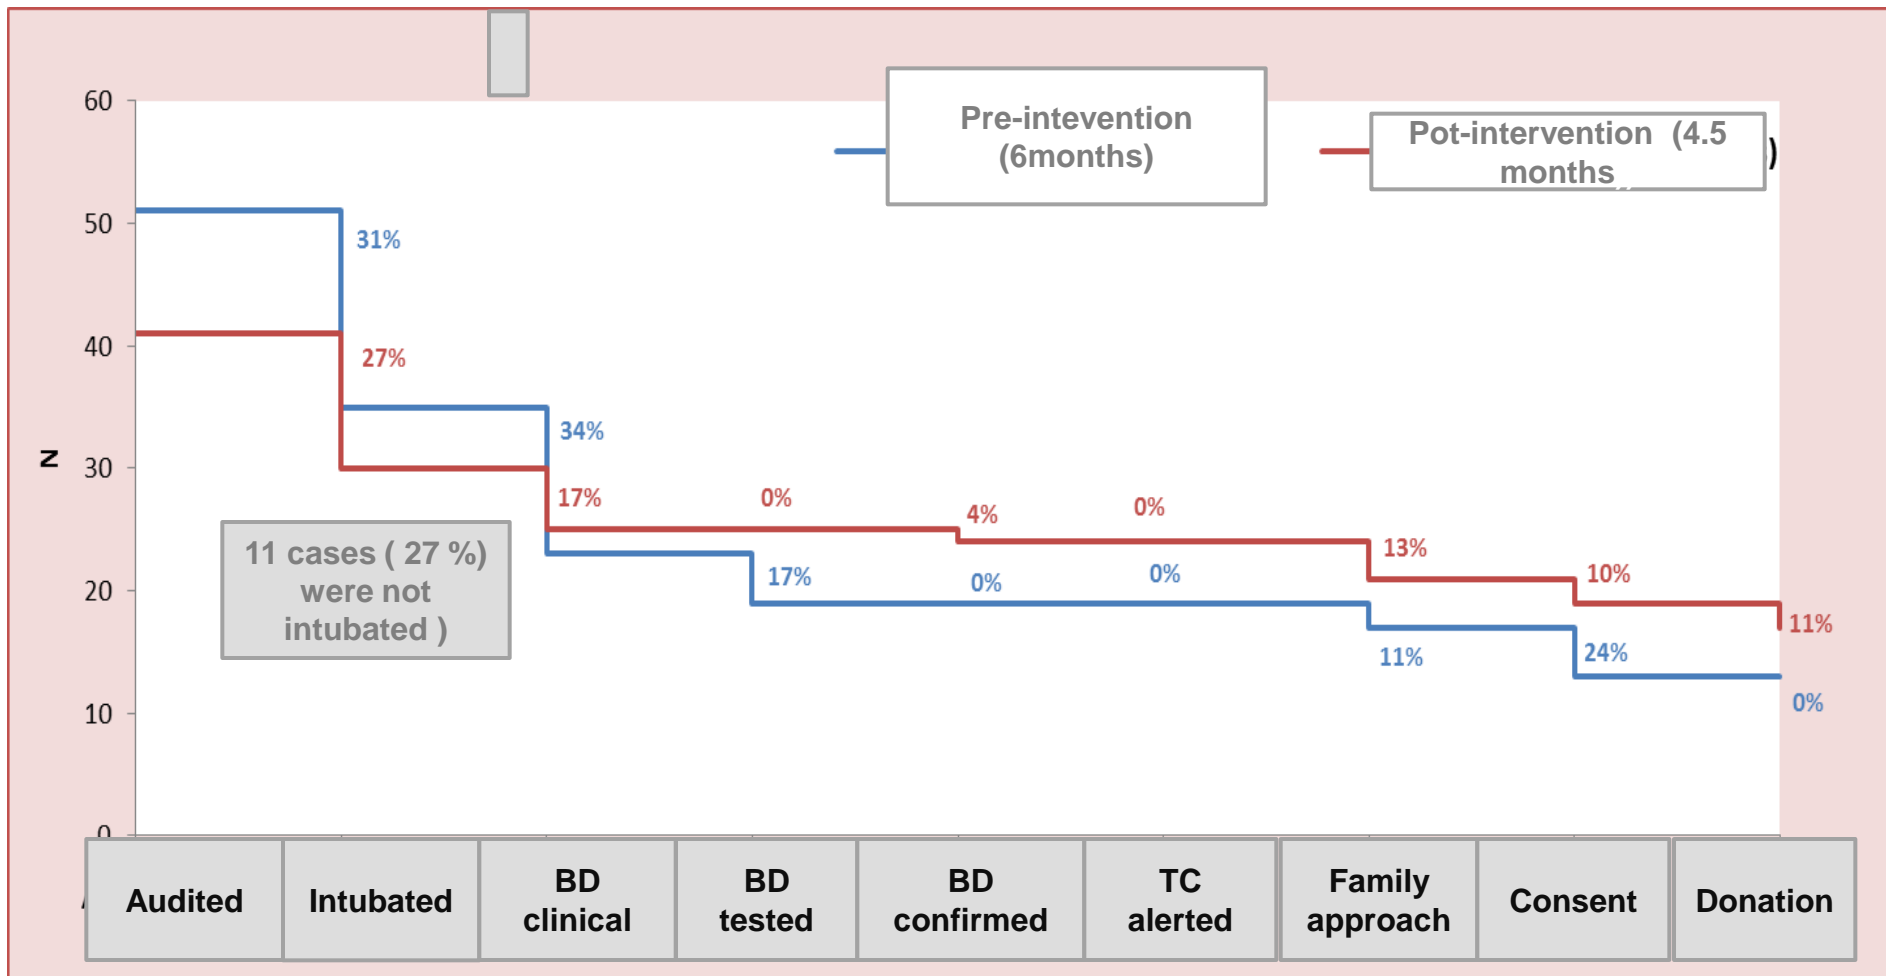 Pre-intevention
(6months)
Pot-intervention (4.5
months
)
60
50
40
30
20
10
0
N
31%
27%
34%
17%
0%
4%
0%
17%
0%
0%
13%
11%
10%
24%
11%
0%
11 cases ( 27 %)
were not
intubated )
Audited
Intubated
BD
clinical
BD
tested
BD
confirmed
TC
alerted
Family
approach
Consent
Donation